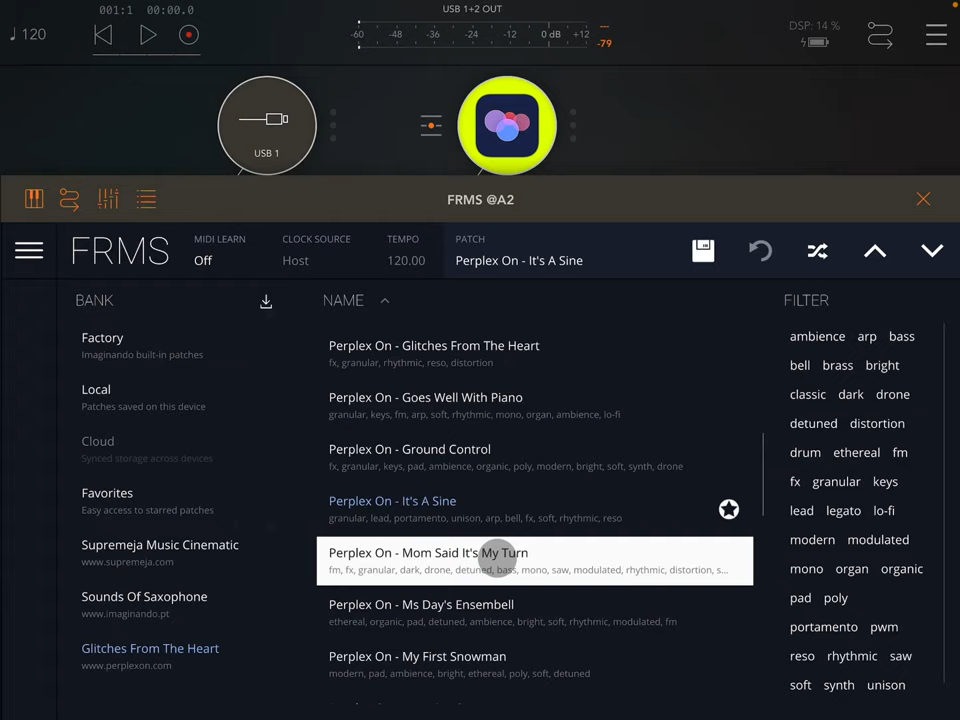 001:1 00:00.0
USB 1+2 OUT
120
-60 -48 -36 -24 -12 0 dB +12
---
-79
DSP: 14 %
USB 1
FRMS @A2
FRMS
MIDI LEARN
Off
CLOCK SOURCE
Host
TEMPO
120.00
PATCH
Perplex On - It's A Sine
BANK
Factory
Imaginando built-in patches
Local
Patches saved on this device
Cloud
Synced storage across devices
Favorites
Easy access to starred patches
Supremeja Music Cinematic
www.supremeja.com
Sounds Of Saxophone
www.imaginando.pt
Glitches From The Heart
www.perplexon.com
NAME
Perplex On - Glitches From The Heart
fx, granular, rhythmic, reso, distortion
Perplex On - Goes Well With Piano
granular, keys, fm, arp, soft, rhythmic, mono, organ, ambience, lo-fi
Perplex On - Ground Control
fx, granular, keys, pad, ambience, organic, poly, modern, bright, soft, synth, drone
Perplex On - It's A Sine
granular, lead, portamento, unison, arp, bell, fx, soft, rhythmic, reso
Perplex On - Mom Said It's My Turn
fm, fx, granular, dark, drone, detuned, bass, mono, saw, modulated, rhythmic, distortion, s...
Perplex On - Ms Day's Ensembell
ethereal, organic, pad, detuned, ambience, bright, soft, rhythmic, modulated, fm
Perplex On - My First Snowman
modern, pad, ambience, bright, ethereal, poly, soft, detuned
FILTER
ambience arp bass
bell brass bright
classic dark drone
detuned distortion
drum ethereal fm
fx granular keys
lead legato lo-fi
modern modulated
mono organ organic
pad poly
portamento pwm
reso rhythmic saw
soft synth unison